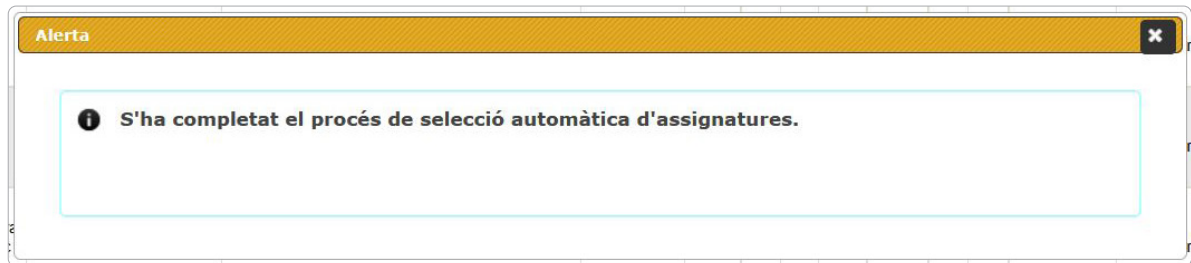 Alerta
S'ha completat el procés de selecció automàtica d'assignatures.